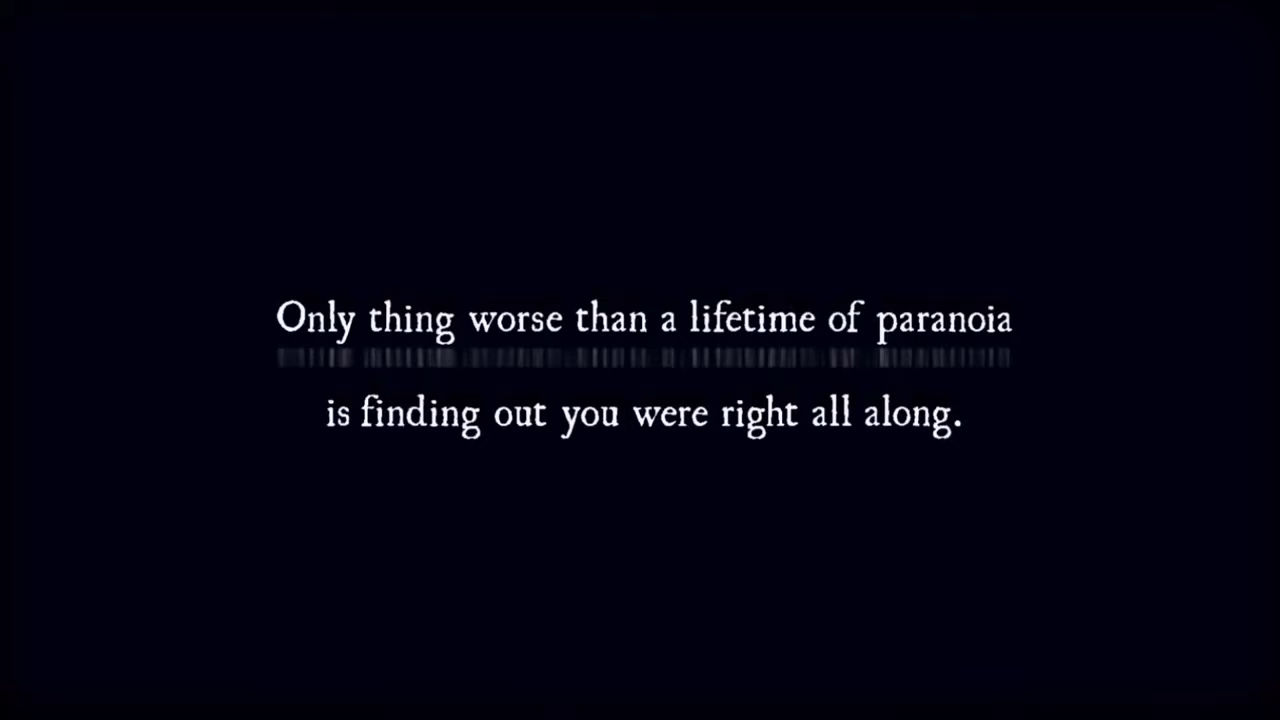 Only thing worse than a lifetime of paranoia
is finding out you were right all along.